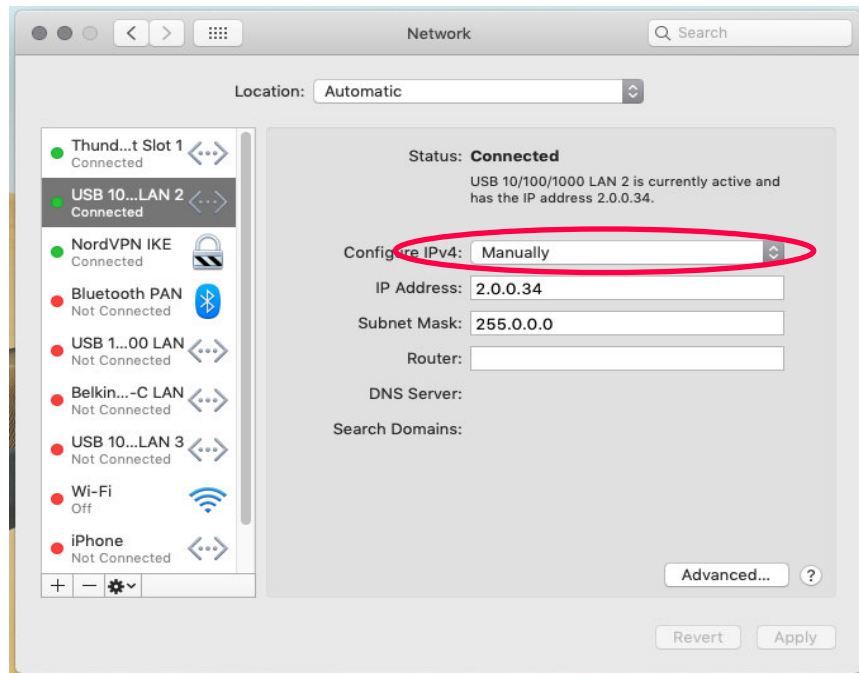 Network
Search
Location: Automatic
Thund...t Slot 1
Connected
USB 10...LAN 2
Connected
NordVPN IKE
Connected
Bluetooth PAN
Not Connected
USB 1...00 LAN
Not Connected
Belkin...-C LAN
Not Connected
USB 10...LAN 3
Not Connected
Wi-Fi
Off
iPhone
Not Connected
Status: Connected
USB 10/100/1000 LAN 2 is currently active and
has the IP address 2.0.0.34.
Configure IPv4: Manually
IP Address: 2.0.0.34
Subnet Mask: 255.0.0.0
Router:
DNS Server:
Search Domains:
Advanced... ?
Revert Apply